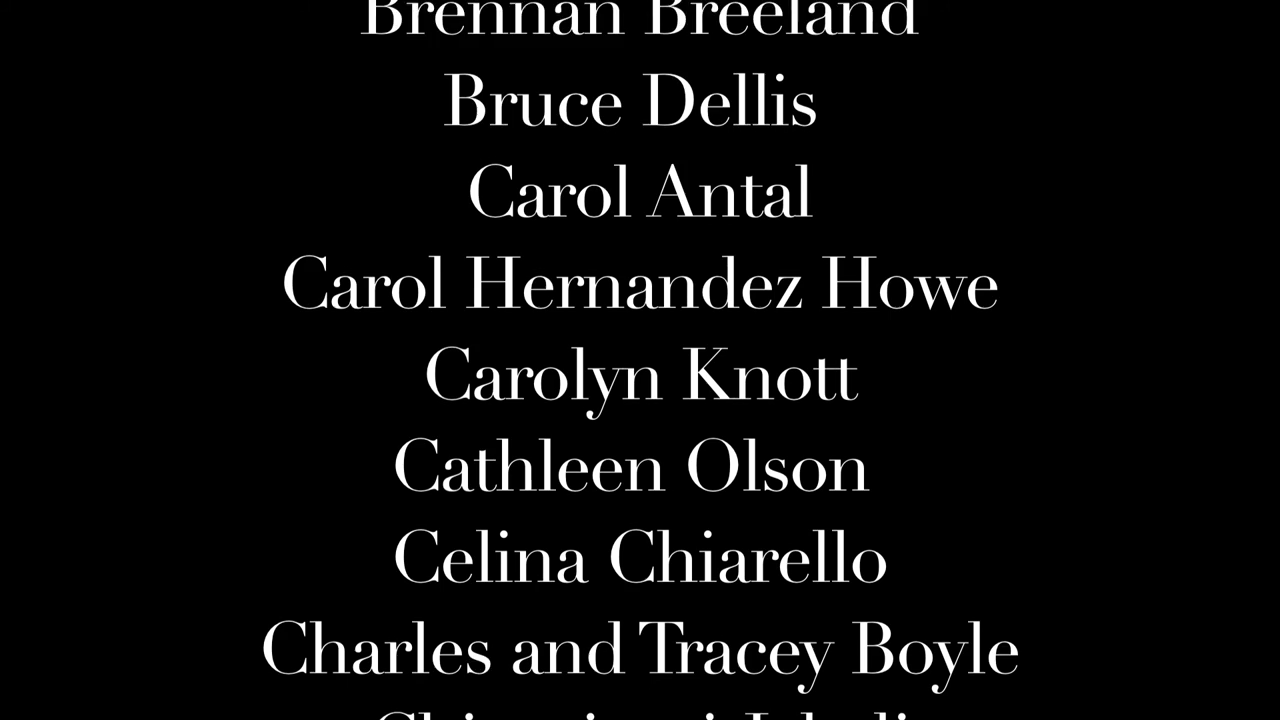 Brennan Breeland
Bruce Dellis
Carol Antal
Carol Hernandez Howe
Carolyn Knott
Cathleen Olson
Celina Chiarello
Charles and Tracey Boyle